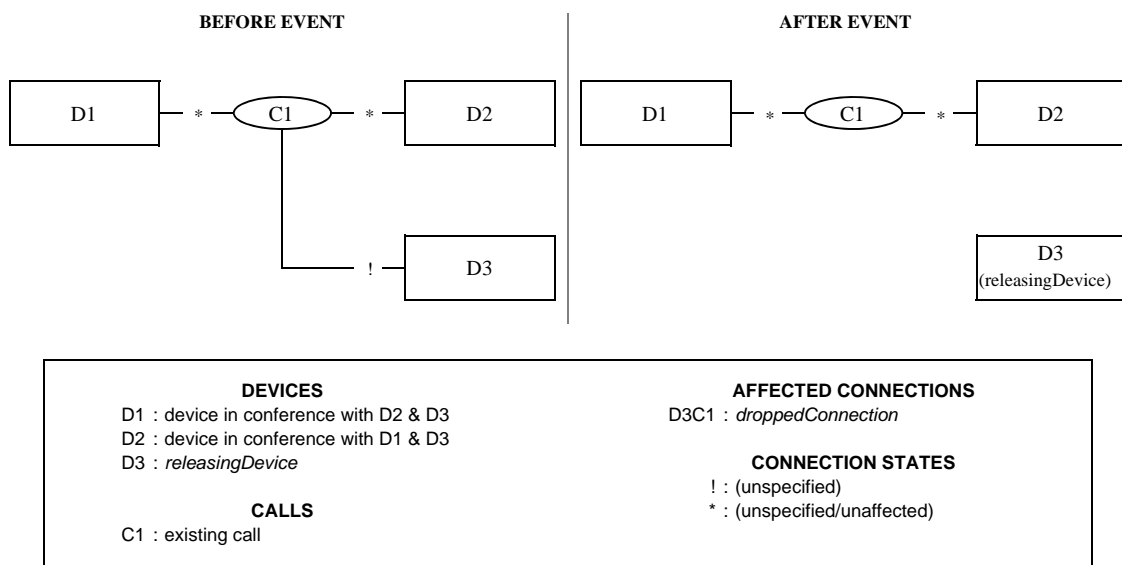 BEFORE EVENT
AFTER EVENT
D1 * C1 * D2
D1 * C1 * D2
! D3
D3
(releasingDevice)
DEVICES
D1 : device in conference with D2 & D3
D2 : device in conference with D1 & D3
D3 : releasingDevice
CALLS
C1 : existing call
AFFECTED CONNECTIONS
D3C1 : droppedConnection
CONNECTION STATES
! : (unspecified)
* : (unspecified/unaffected)